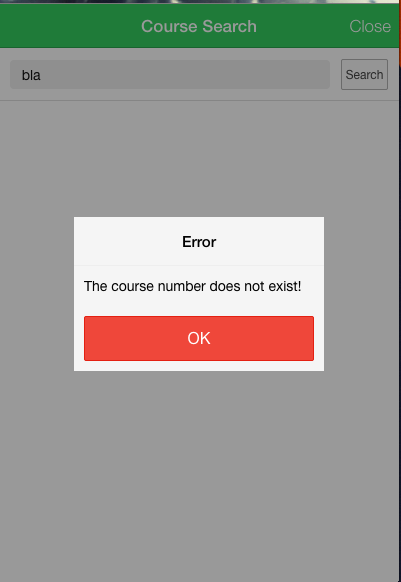 Course Search
Close
bla
Search
Error
The course number does not exist!
OK